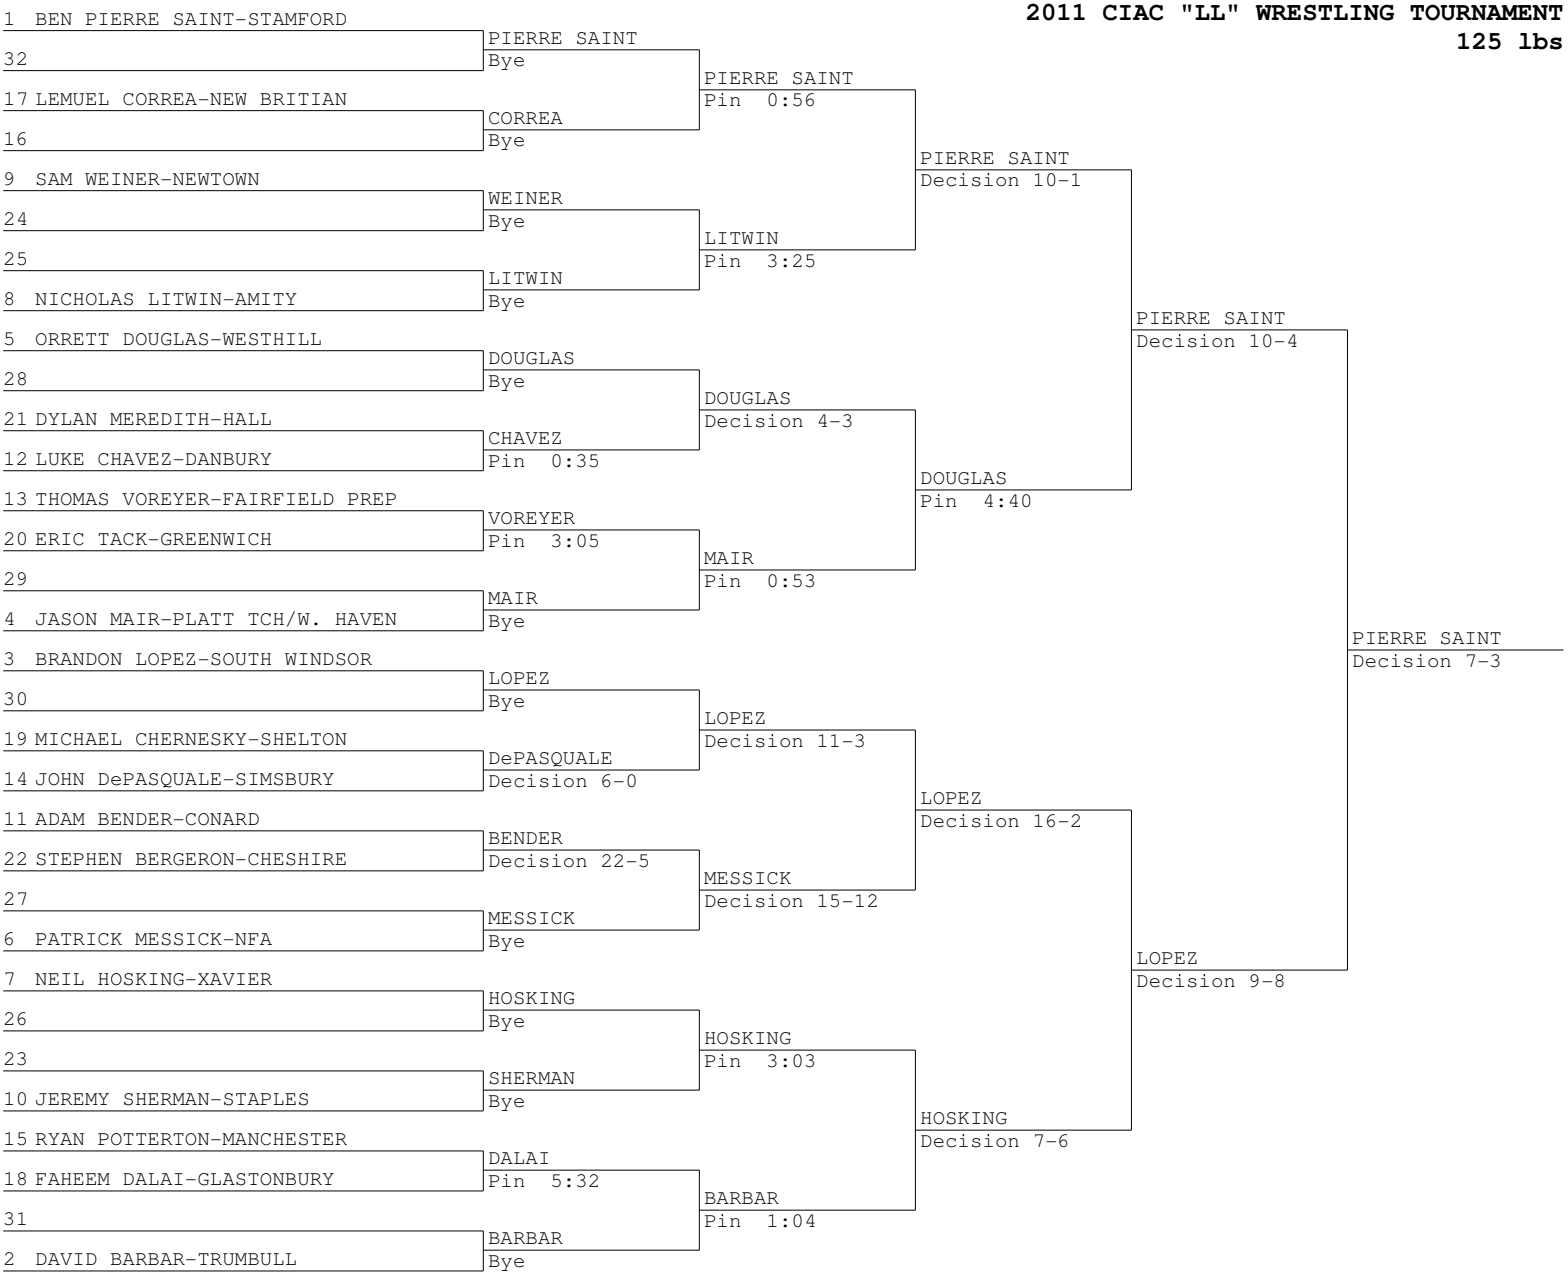 2011 CIAC "LL" WRESTLING TOURNAMENT
125 lbs
1 BEN PIERRE SAINT-STAMFORD
32
17 LEMUEL CORREA-NEW BRITIAN
16
9 SAM WEINER-NEWTOWN
24
25
8 NICHOLAS LITWIN-AMITY
5 ORRETT DOUGLAS-WESTHILL
28
21 DYLAN MEREDITH-HALL
12 LUKE CHAVEZ-DANBURY
13 THOMAS VOREYER-FAIRFIELD PREP
20 ERIC TACK-GREENWICH
29
4 JASON MAIR-PLATT TCH/W. HAVEN
3 BRANDON LOPEZ-SOUTH WINDSOR
30
19 MICHAEL CHERNESKY-SHELTON
14 JOHN DePASQUALE-SIMSBURY
11 ADAM BENDER-CONARD
22 STEPHEN BERGERON-CHESHIRE
27
6 PATRICK MESSICK-NFA
7 NEIL HOSKING-XAVIER
26
23
10 JEREMY SHERMAN-STAPLES
15 RYAN POTTERTON-MANCHESTER
18 FAHEEM DALAI-GLASTONBURY
31
2 DAVID BARBAR-TRUMBULL
PIERRE SAINT
Bye
CORREA
Bye
WEINER
Bye
LITWIN
Bye
DOUGLAS
Bye
CHAVEZ
Pin 0:35
VOREYER
Pin 3:05
MAIR
Bye
LOPEZ
Bye
DePASQUALE
Decision 6-0
BENDER
Decision 22-5
MESSICK
Bye
HOSKING
Bye
SHERMAN
Bye
DALAI
Pin 5:32
BARBAR
Bye
PIERRE SAINT
Pin 0:56
LITWIN
Pin 3:25
DOUGLAS
Decision 4-3
MAIR
Pin 0:53
LOPEZ
Decision 11-3
MESSICK
Decision 15-12
HOSKING
Pin 3:03
BARBAR
Pin 1:04
PIERRE SAINT
Decision 10-1
DOUGLAS
Pin 4:40
LOPEZ
Decision 16-2
HOSKING
Decision 7-6
PIERRE SAINT
Decision 10-4
LOPEZ
Decision 9-8
PIERRE SAINT
Decision 7-3